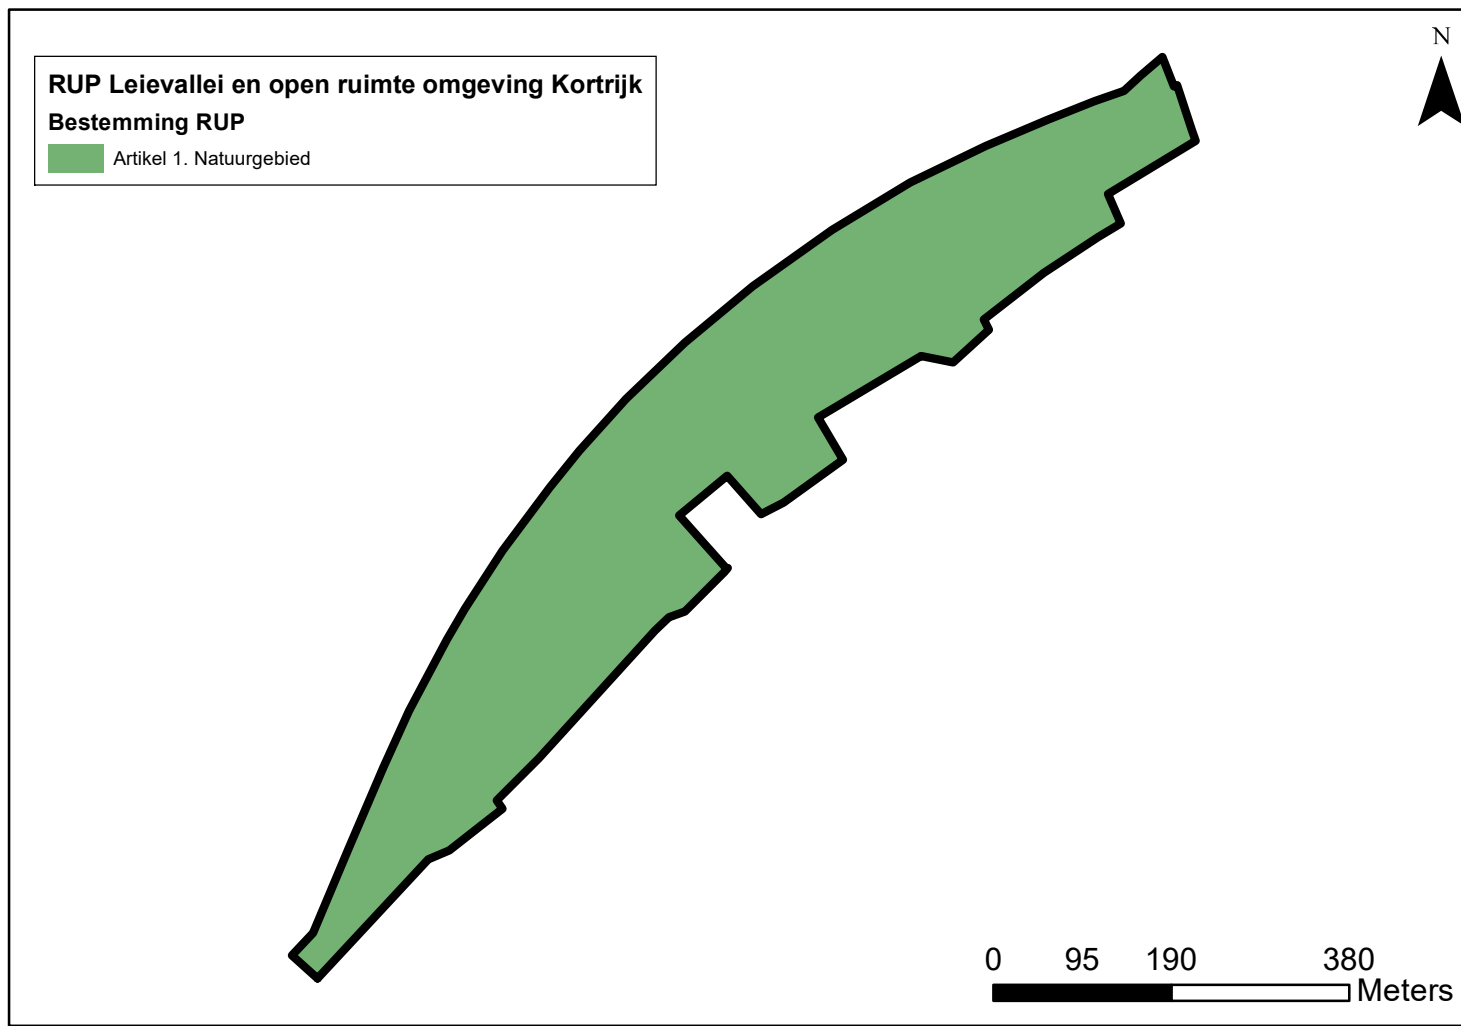 N
RUP Leievallei en open ruimte omgeving Kortrijk
Bestemming RUP
Artikel 1. Natuurgebied
0 95 190 380
Meters